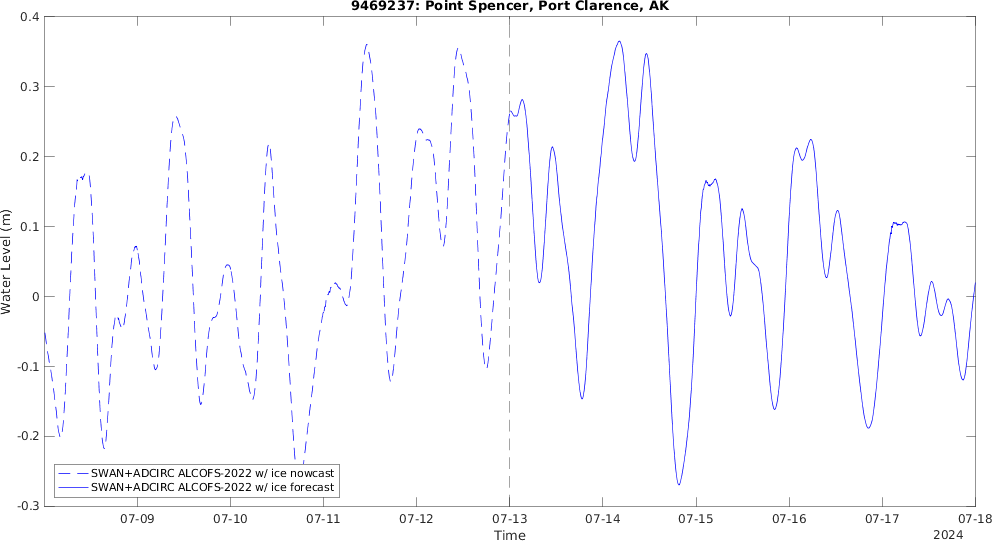 9469237: Point Spencer, Port Clarence, AK
0.4
0.3
0.2
0.1
0
-0.1
-0.2
-0.3
Water Level (m)
SWAN+ADCIRC ALCOFS-2022 w/ ice nowcast
SWAN+ADCIRC ALCOFS-2022 w/ ice forecast
07-09 07-10 07-11 07-12 07-13 07-14 07-15 07-16 07-17 07-18
Time
2024